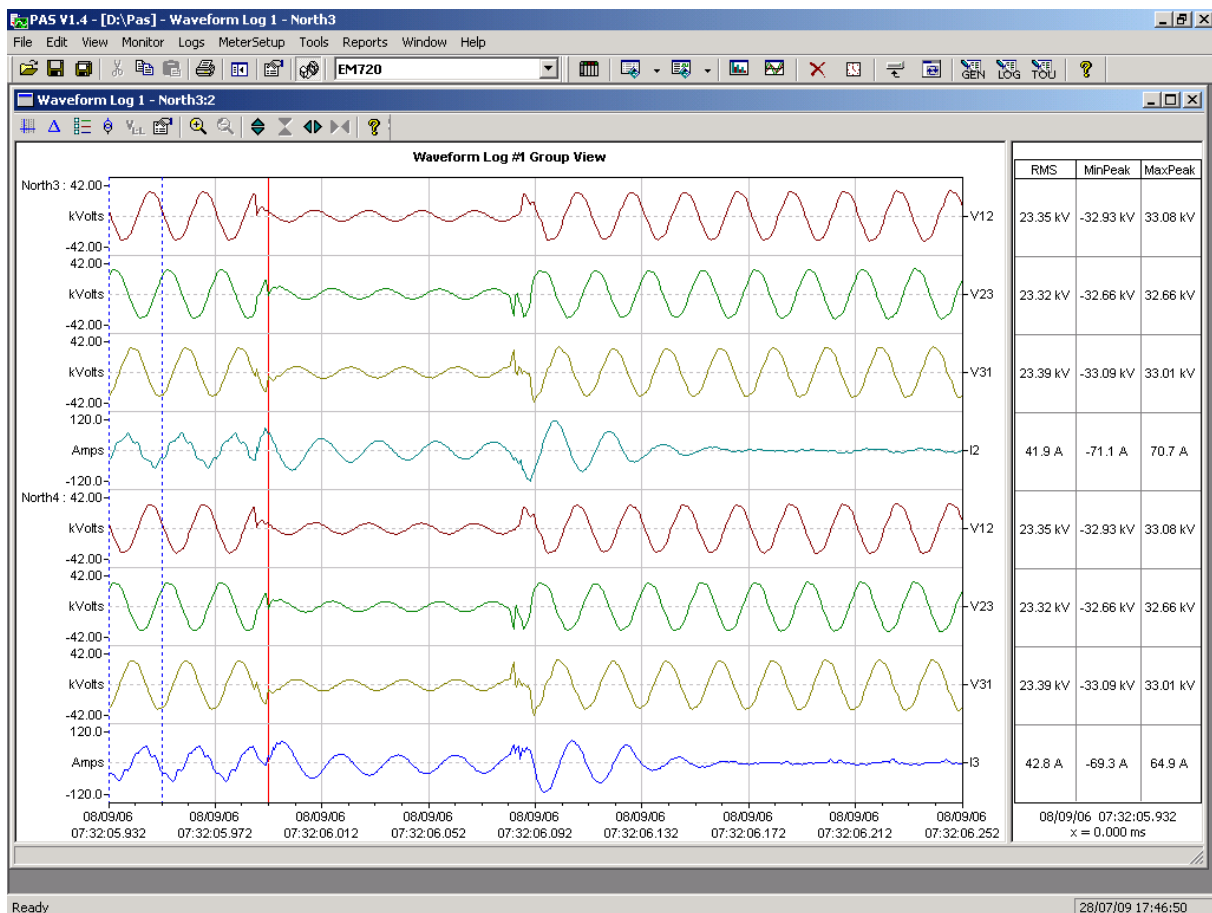 PAS V1.4 - [D:\Pas] - Waveform Log 1 - North3
File Edit View Monitor Logs MeterSetup Tools Reports Window Help
EM720
GEN LOG TOU
Waveform Log 1 - North3:2
VLL
Waveform Log #1 Group View
RMS MinPeak MaxPeak
North3 : 42.00
kVolts
-42.00
V12
23.35 kV -32.93 kV 33.08 kV
42.00
kVolts
-42.00
V23
23.32 kV -32.66 kV 32.66 kV
42.00
kVolts
-42.00
V31
23.39 kV -33.09 kV 33.01 kV
120.0
Amps
-120.0
I2
41.9 A -71.1 A 70.7 A
North4 : 42.00
kVolts
-42.00
V12
23.35 kV -32.93 kV 33.08 kV
42.00
kVolts
-42.00
V23
23.32 kV -32.66 kV 32.66 kV
42.00
kVolts
-42.00
V31
23.39 kV -33.09 kV 33.01 kV
120.0
Amps
-120.0
I3
42.8 A -69.3 A 64.9 A
08/09/06 08/09/06 08/09/06 08/09/06 08/09/06 08/09/06 08/09/06 08/09/06 08/09/06
07:32:05.932 07:32:05.972 07:32:06.012 07:32:06.052 07:32:06.092 07:32:06.132 07:32:06.172 07:32:06.212 07:32:06.252
08/09/06 07:32:05.932
x = 0.000 ms
Ready
28/07/09 17:46:50